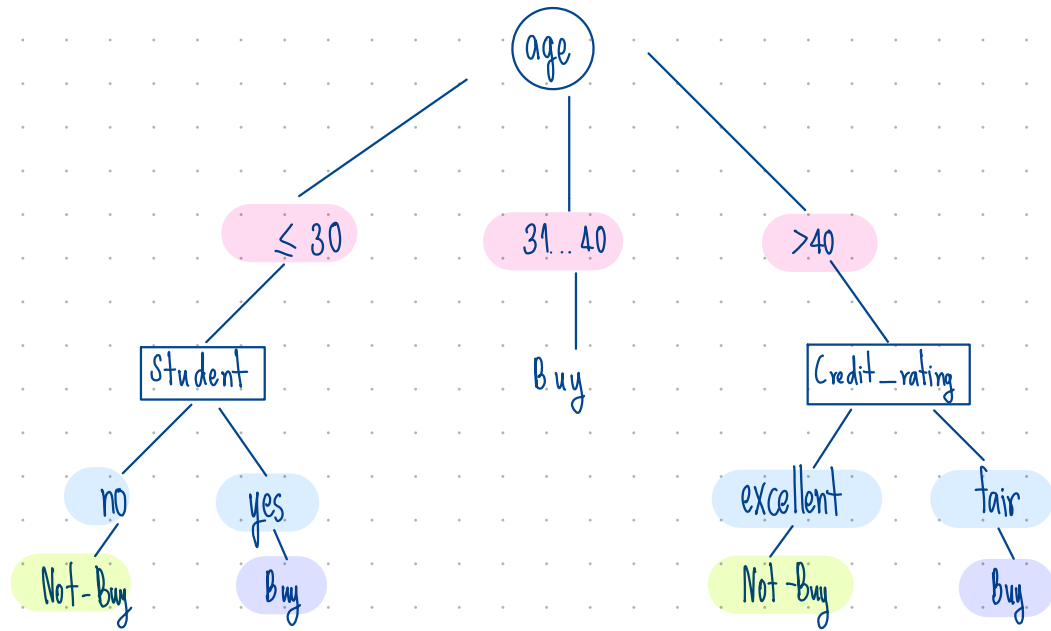 age
≤ 30
31...40
>40
Student
Buy
Credit_rating
no
yes
excellent
fair
Not-Buy
Buy
Not-Buy
Buy